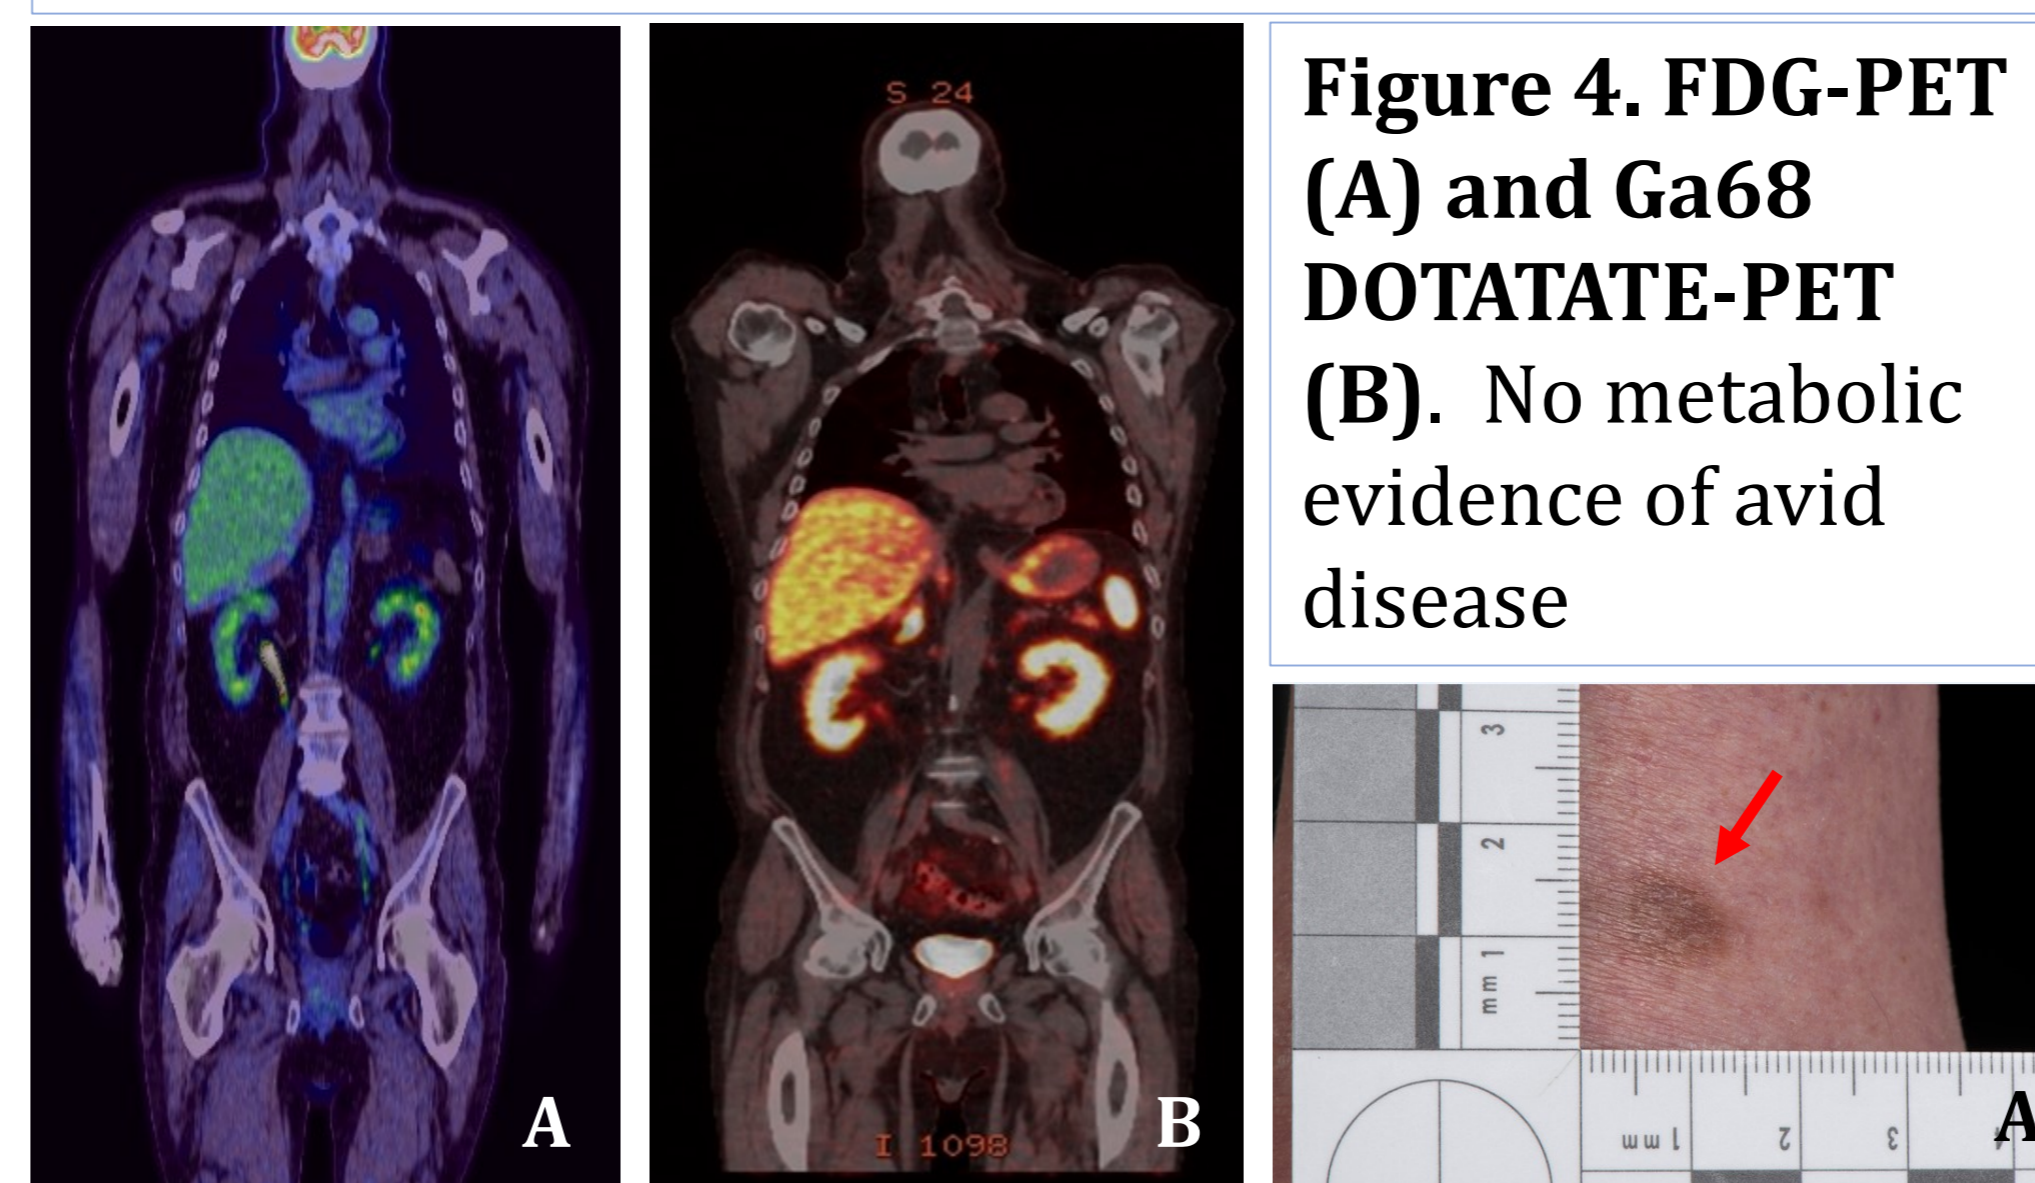 S 24
I 1098
A
B
Figure 4. FDG-PET
(A) and Ga68
DOTATATE-PET
(B). No metabolic
evidence of avid
disease
3
2
mm 1
mm 1
2
3
4
A